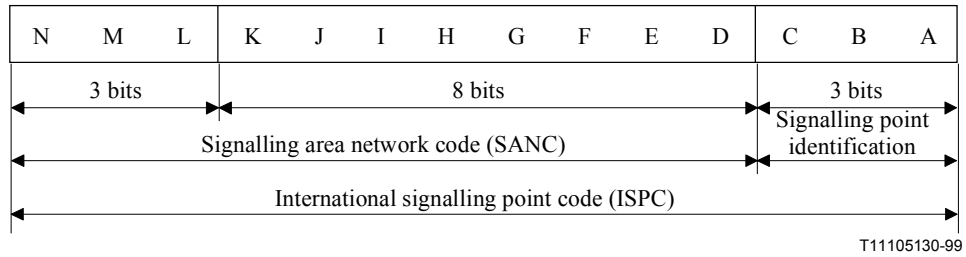 N M L K J I H G F E D C B A
3 bits 8 bits 3 bits
Signalling area network code (SANC)
Signalling point
identification
International signalling point code (ISPC)
T11105130-99